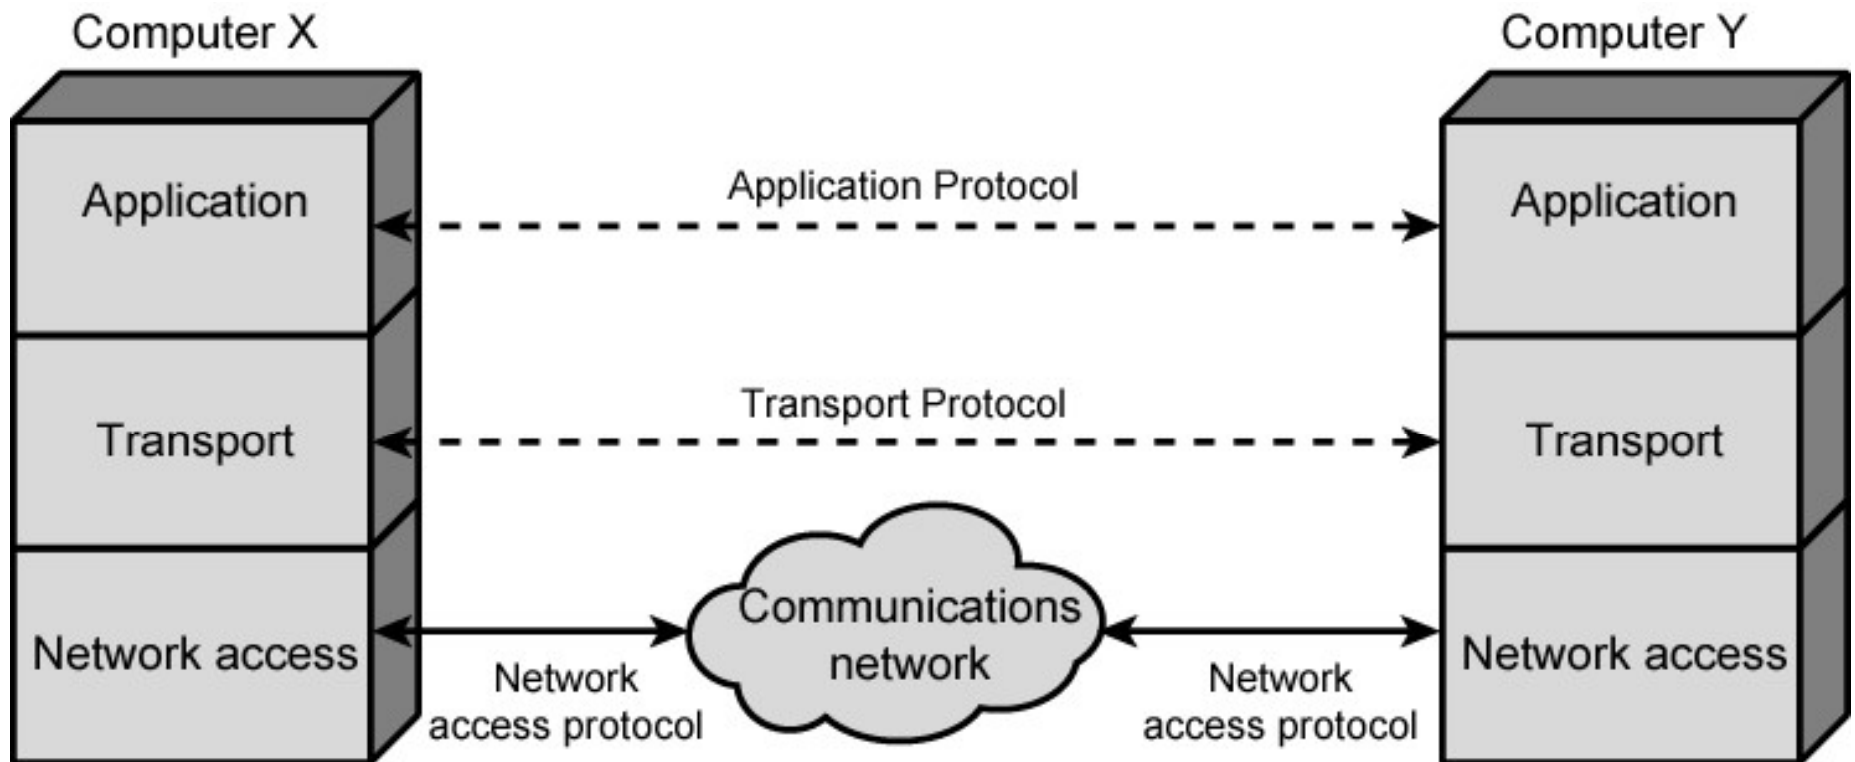 Computer X
Computer Y
Application
Application Protocol
Application
Transport
Transport Protocol
Transport
Network access
Network
access protocol
Communications
network
Network
access protocol
Network access